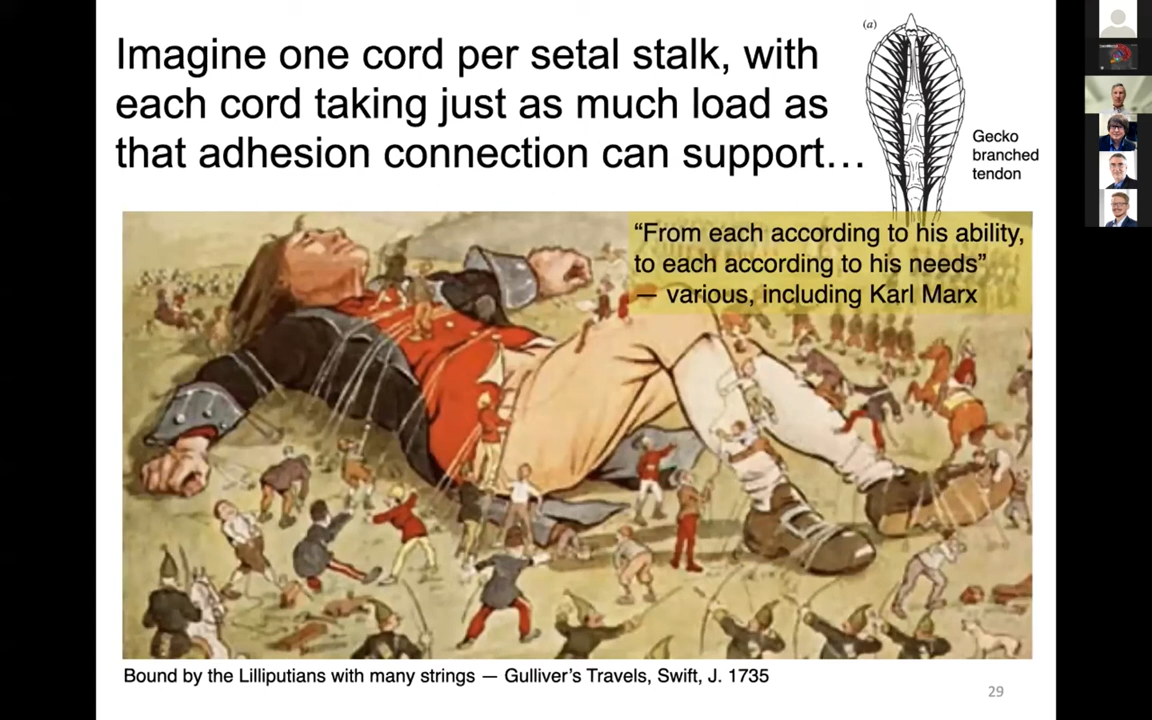 Imagine one cord per setal stalk, with
each cord taking just as much load as
that adhesion connection can support…
(a)
Gecko
branched
tendon
“From each according to his ability,
to each according to his needs”
— various, including Karl Marx
Bound by the Lilliputians with many strings — Gulliver’s Travels, Swift, J. 1735
29